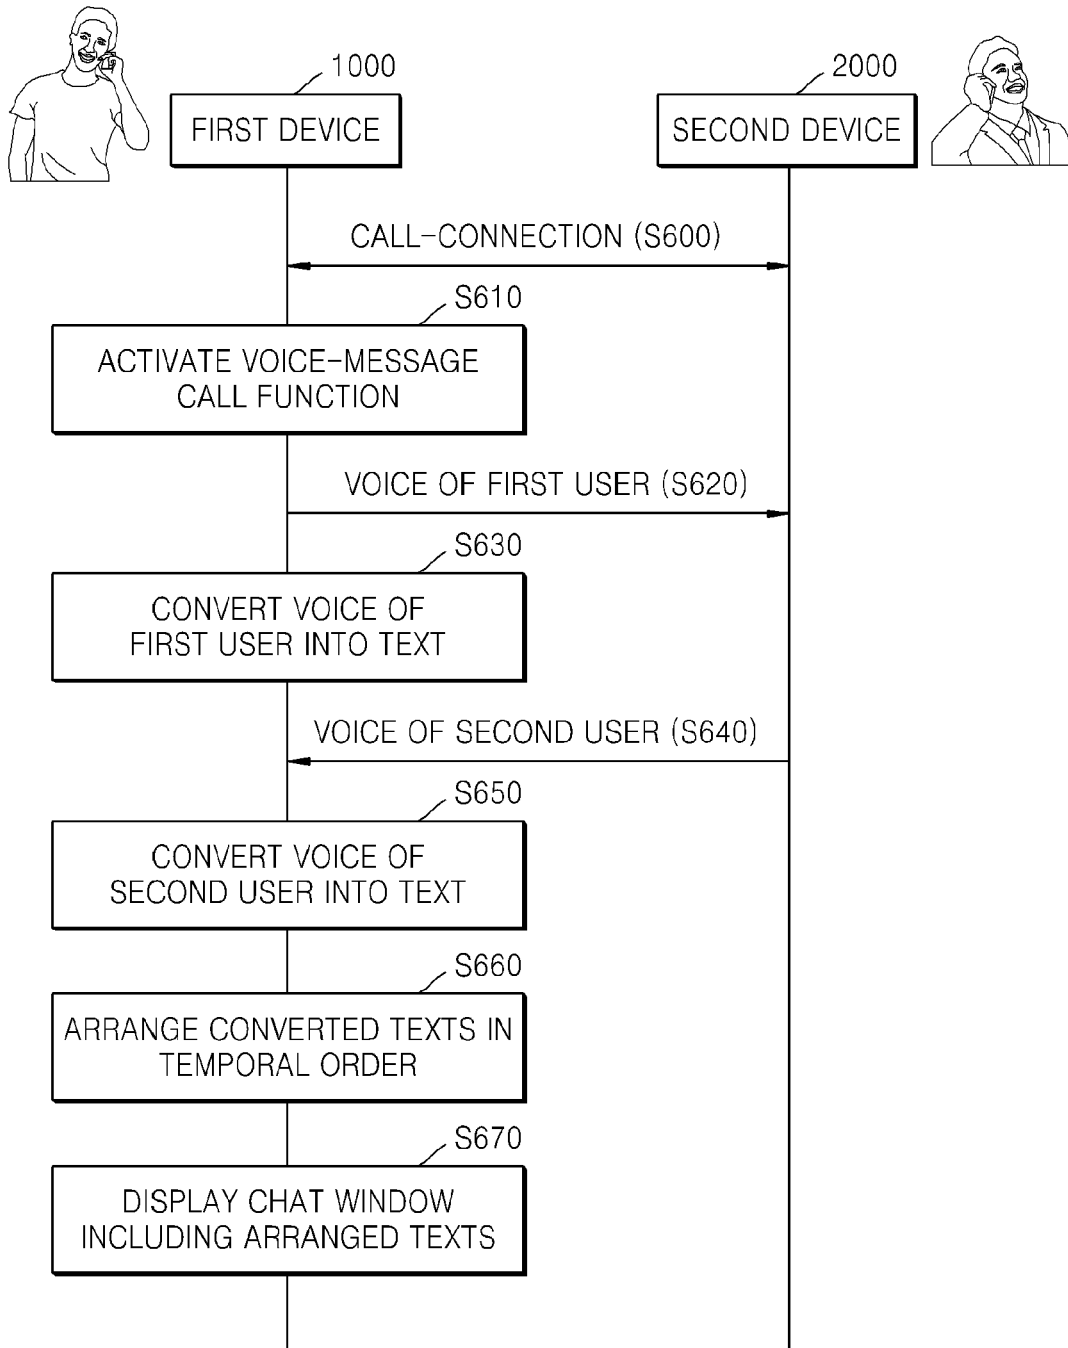 1000
2000
FIRST DEVICE
SECOND DEVICE
CALL-CONNECTION (S600)
S610
ACTIVATE VOICE-MESSAGE
CALL FUNCTION
VOICE OF FIRST USER (S620)
S630
CONVERT VOICE OF
FIRST USER INTO TEXT
VOICE OF SECOND USER (S640)
S650
CONVERT VOICE OF
SECOND USER INTO TEXT
S660
ARRANGE CONVERTED TEXTS IN
TEMPORAL ORDER
S670
DISPLAY CHAT WINDOW
INCLUDING ARRANGED TEXTS